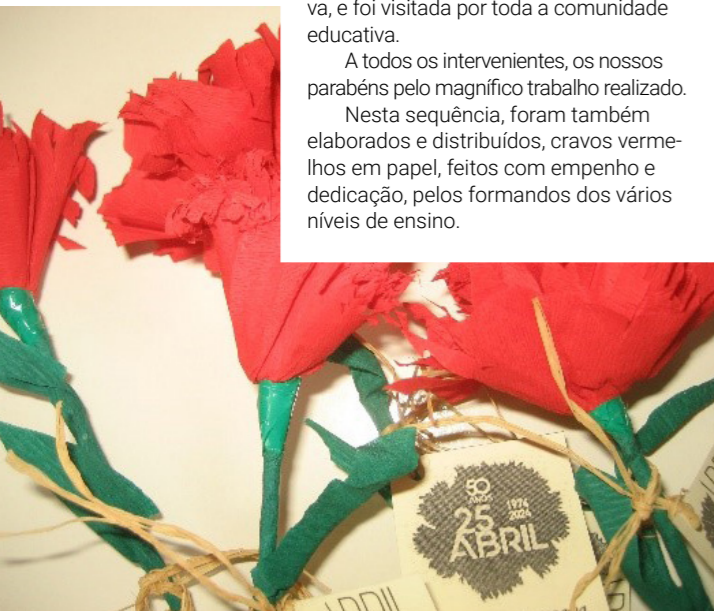 va, e foi visitada por toda a comunidade
educativa.
A todos os intervenientes, os nossos
parabéns pelo magnífico trabalho realizado.
Nesta sequência, foram também
elaborados e distribuídos, cravos verme-
lhos em papel, feitos com empenho e
dedicação, pelos formandos dos vários
níveis de ensino.
50
ANOS
1974
2024
25
ABRIL